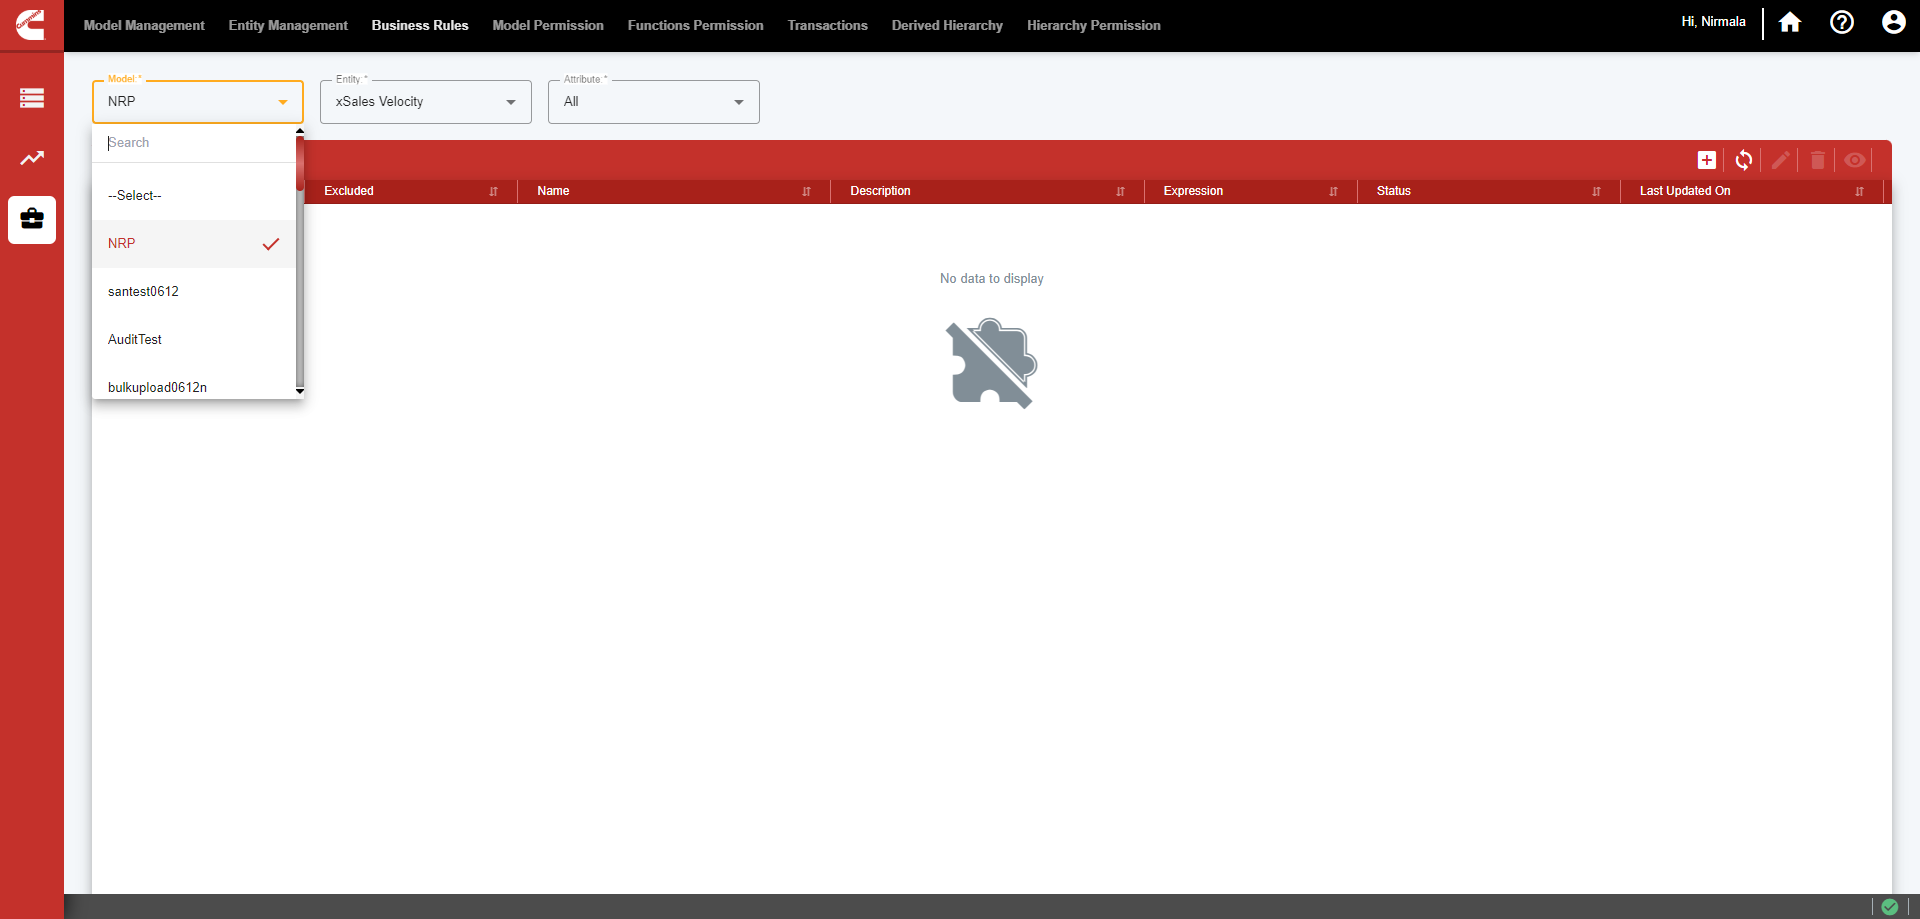 Cummins
Model Management Entity Management Business Rules Model Permission Functions Permission Transactions Derived Hierarchy Hierarchy Permission Hi, Nirmala
Model:* Entity:* Attribute:*
NRP xSales Velocity All
Search
Excluded Name Description Expression Status Last Updated On
--Select--
NRP
santest0612
AuditTest
bulkupload0612n
No data to display